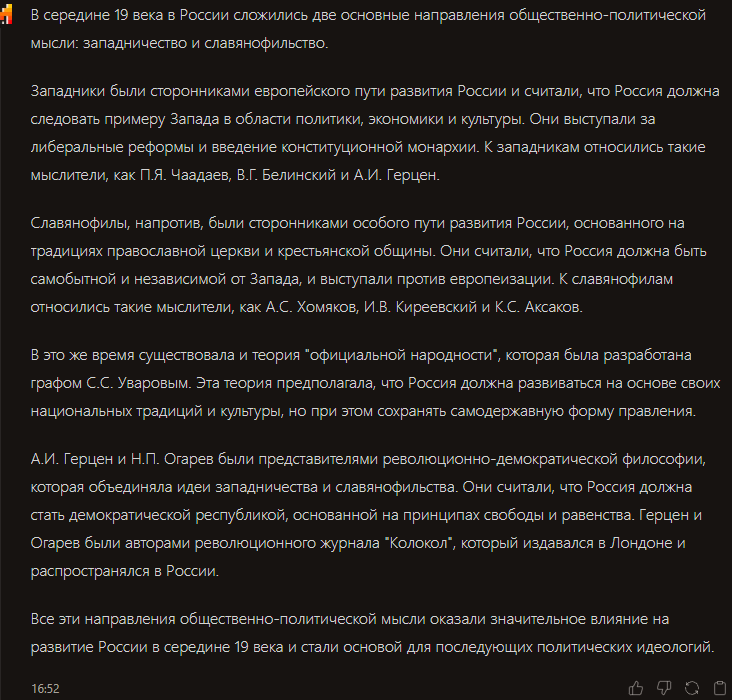 В середине 19 века в России сложились две основные направления общественно-политической
мысли: западничество и славянофильство.
Западники были сторонниками европейского пути развития России и считали, что Россия должна
следовать примеру Запада в области политики, экономики и культуры. Они выступали за
либеральные реформы и введение конституционной монархии. К западникам относились такие
мыслители, как П.Я. Чаадаев, В.Г. Белинский и А.И. Герцен.
Славянофилы, напротив, были сторонниками особого пути развития России, основанного на
традициях православной церкви и крестьянской общины. Они считали, что Россия должна быть
самобытной и независимой от Запада, и выступали против европеизации. К славянофилам
относились такие мыслители, как А.С. Хомяков, И.В. Киреевский и К.С. Аксаков.
В это же время существовала и теория "официальной народности", которая была разработана
графом С.С. Уваровым. Эта теория предполагала, что Россия должна развиваться на основе своих
национальных традиций и культуры, но при этом сохранять самодержавную форму правления.
А.И. Герцен и Н.П. Огарев были представителями революционно-демократической философии,
которая объединяла идеи западничества и славянофильства. Они считали, что Россия должна
стать демократической республикой, основанной на принципах свободы и равенства. Герцен и
Огарев были авторами революционного журнала "Колокол", который издавался в Лондоне и
распространялся в России.
Все эти направления общественно-политической мысли оказали значительное влияние на
развитие России в середине 19 века и стали основой для последующих политических идеологий.
16:52